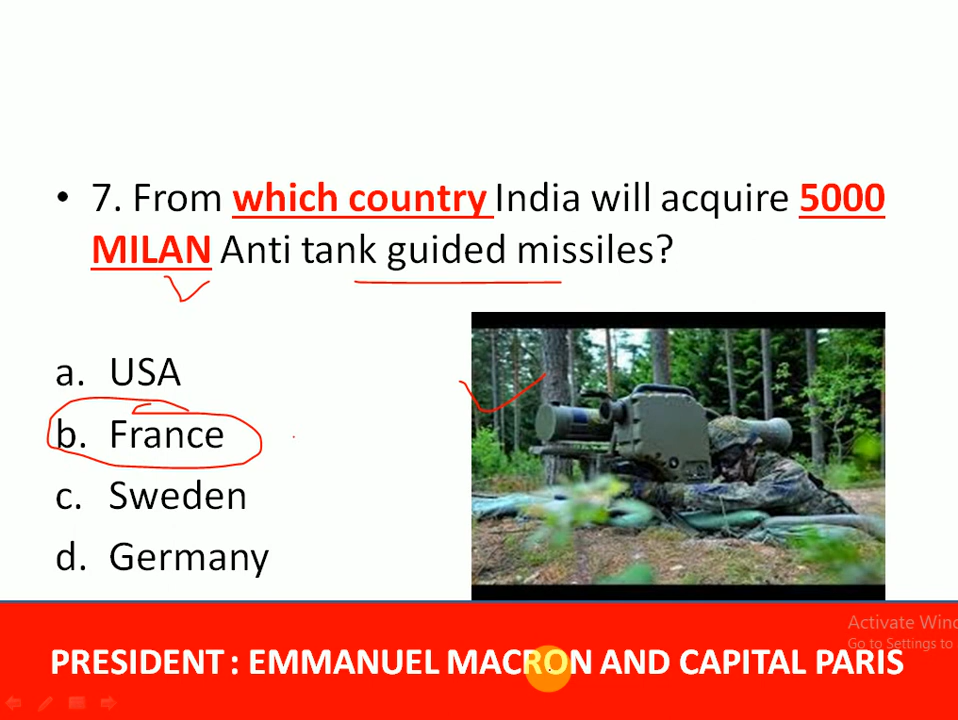 • 7. From which country India will acquire 5000
MILAN Anti tank guided missiles?
a. USA
b. France
c. Sweden
d. Germany
Activate Wind
Go to Settings to
PRESIDENT : EMMANUEL MACRON AND CAPITAL PARIS